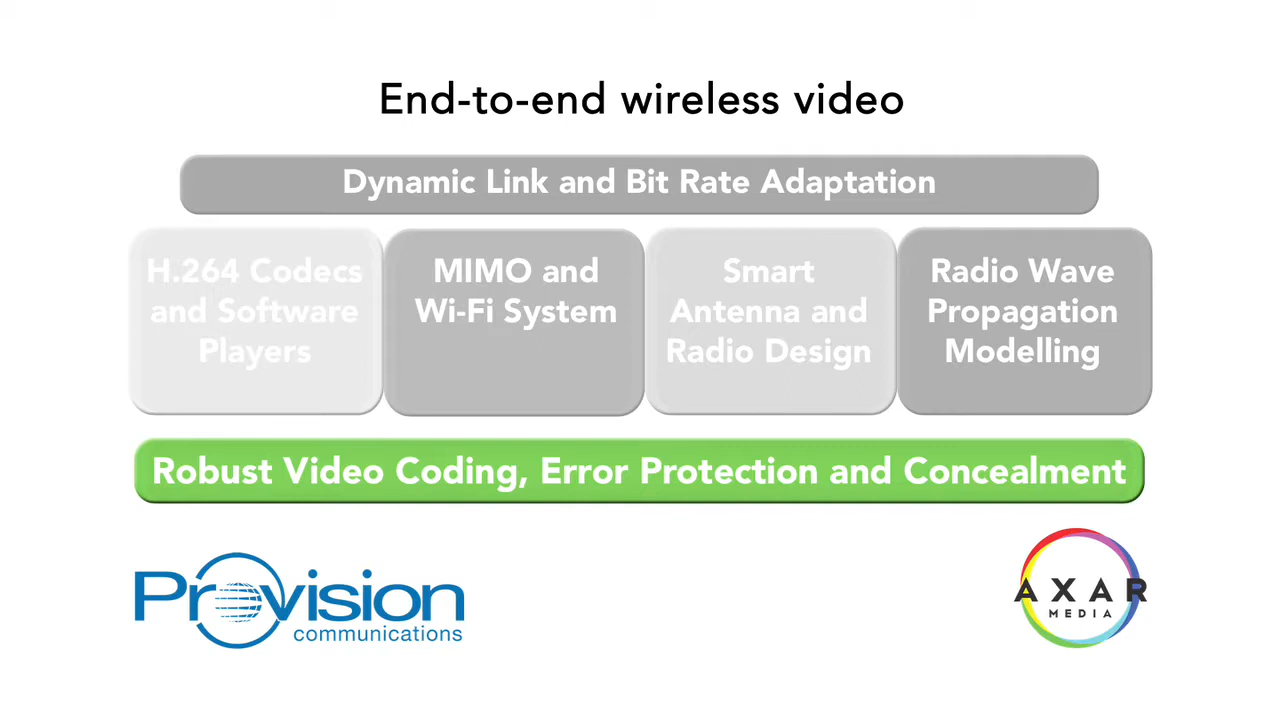 End-to-end wireless video
Dynamic Link and Bit Rate Adaptation
H.264 Codecs
and Software
Players
MIMO and
Wi-Fi System
Smart
Antenna and
Radio Design
Radio Wave
Propagation
Modelling
Robust Video Coding, Error Protection and Concealment
Provision
communications
AXAR
MEDIA